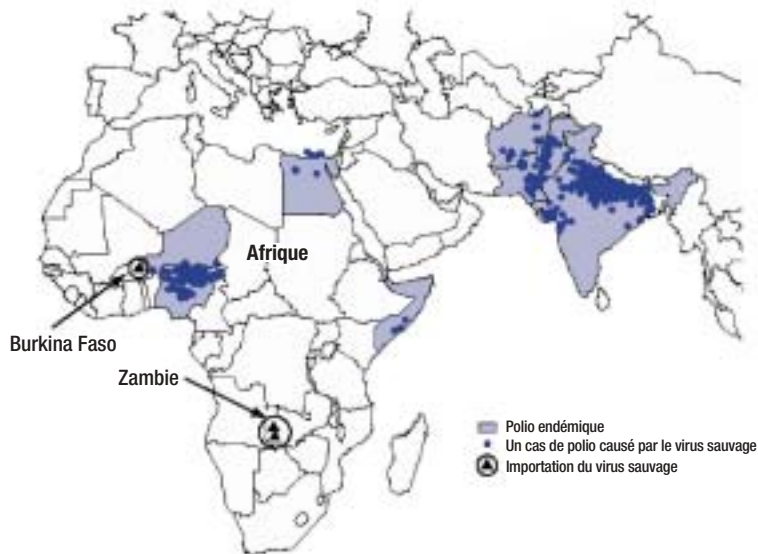 Afrique
Burkina Faso
Zambie
Polio endémique
Un cas de polio causé par le virus sauvage
Importation du virus sauvage